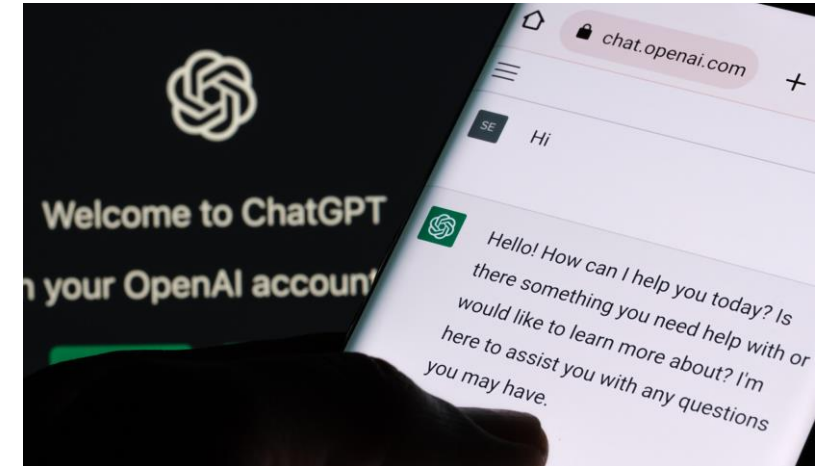 Welcome to ChatGPT
your OpenAI account
chat.openai.com
+
SE
Hi
Hello! How can I help you today? Is
there something you need help with or
would like to learn more about? I'm
here to assist you with any questions
you may have.